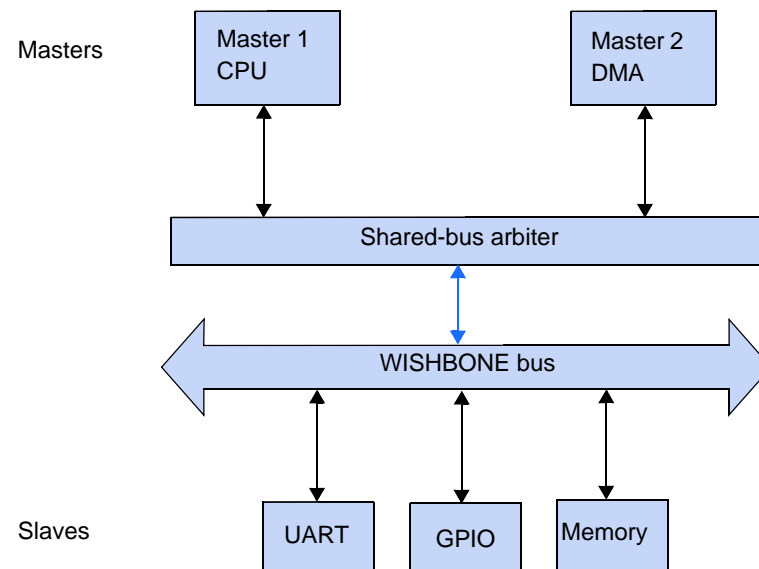 Masters
Master 1
CPU
Master 2
DMA
Shared-bus arbiter
WISHBONE bus
Slaves
UART
GPIO
Memory